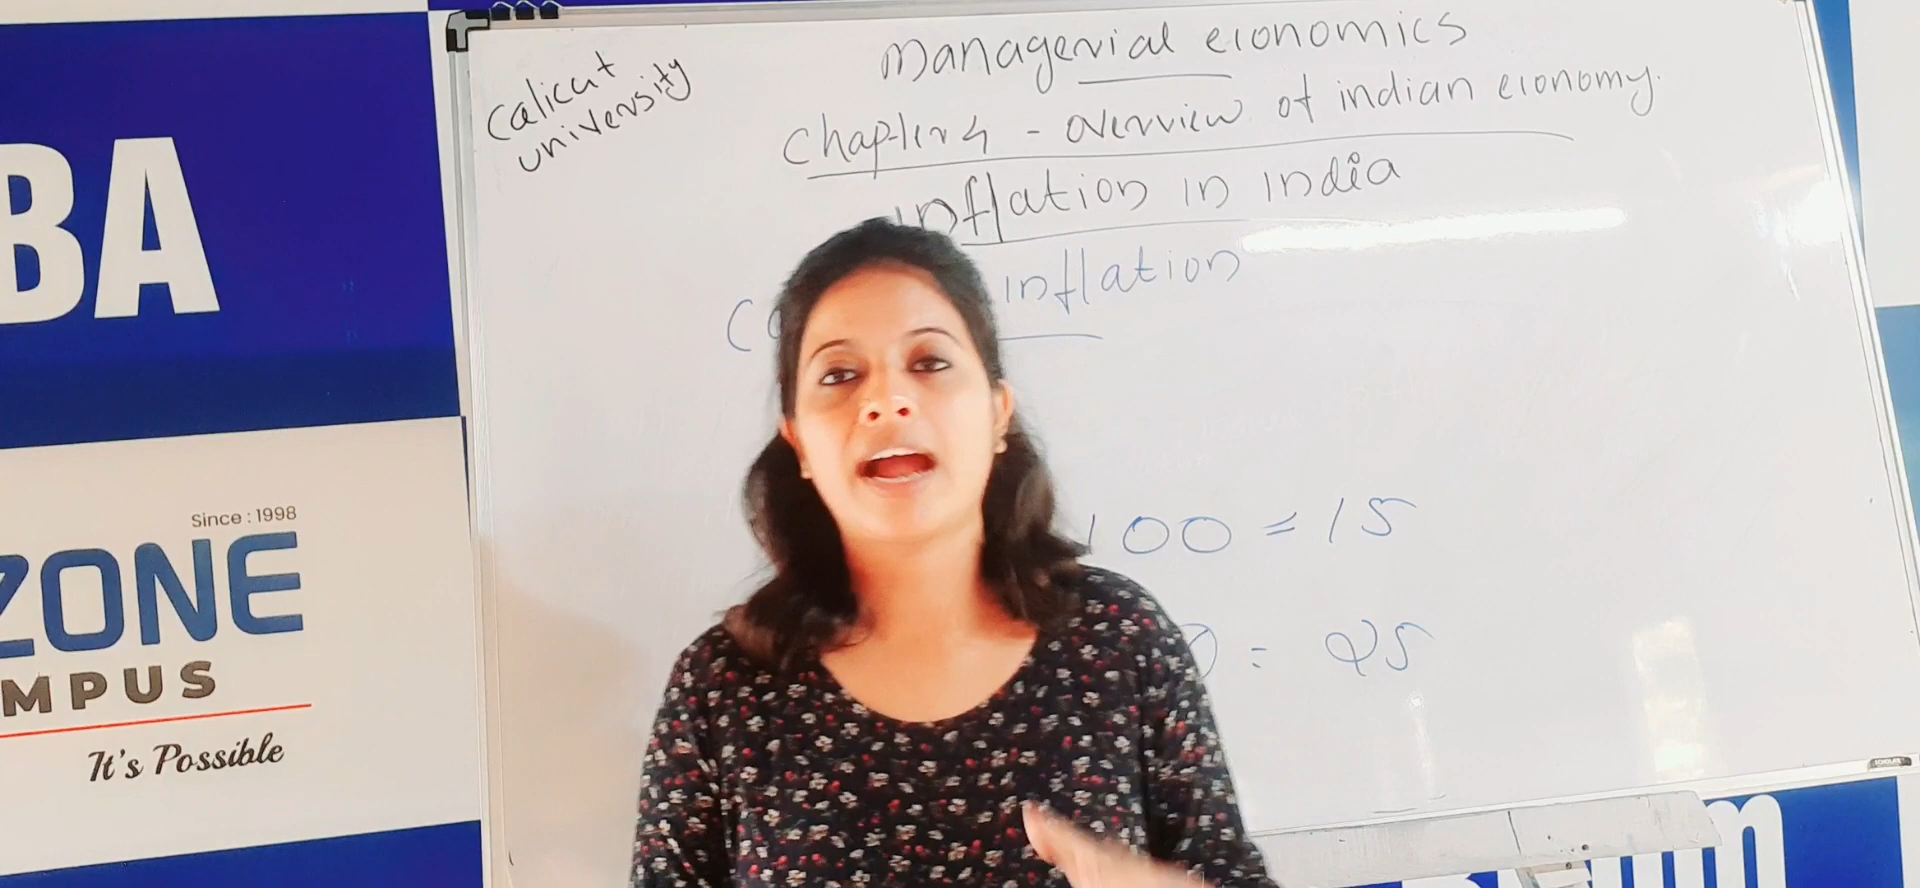 Calicut
university
Managerial economics
Chapter 4 - overview of indian economy.
inflation in india
inflation
100 = 15
= 25
BA
Since : 1998
ZONE
MPUS
It's Possible